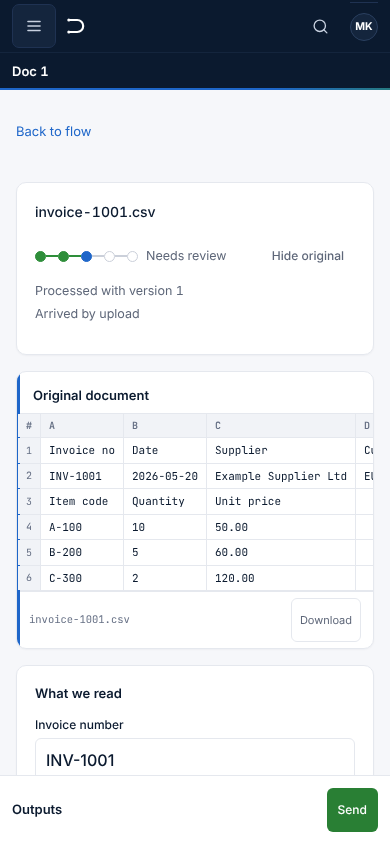 MK
Doc 1
Back to flow
invoice-1001.csv
Needs review
Hide original
Processed with version 1
Arrived by upload
Original document
# A B C D
1 Invoice no Date Supplier
2 INV-1001 2026-05-20 Example Supplier Ltd
3 Item code Quantity Unit price
4 A-100 10 50.00
5 B-200 5 60.00
6 C-300 2 120.00
invoice-1001.csv
Download
What we read
Invoice number
INV-1001
Outputs
Send